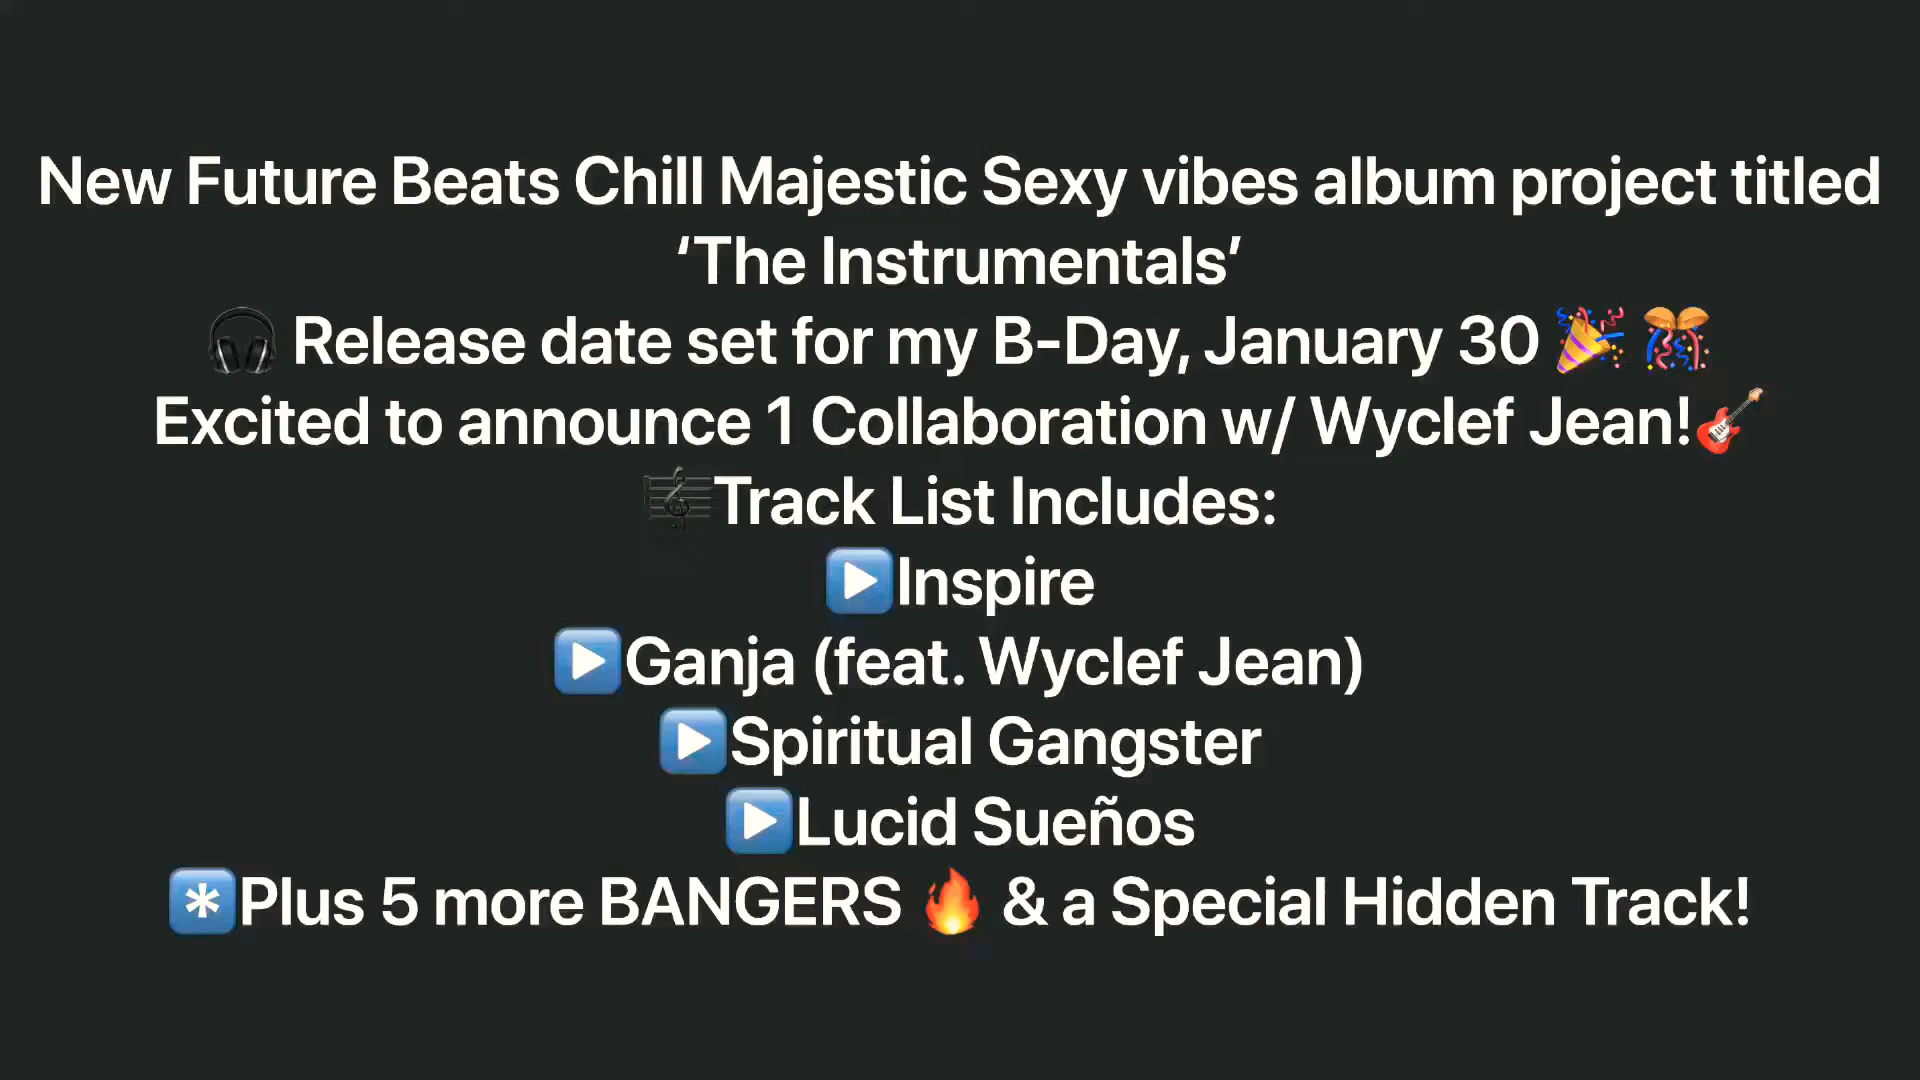 New Future Beats Chill Majestic Sexy vibes album project titled
‘The Instrumentals’
🎧 Release date set for my B-Day, January 30 🎉 🎊
Excited to announce 1 Collaboration w/ Wyclef Jean!🎸
🎼Track List Includes:
▶️Inspire
▶️Ganja (feat. Wyclef Jean)
▶️Spiritual Gangster
▶️Lucid Sueños
*️⃣Plus 5 more BANGERS 🔥 & a Special Hidden Track!